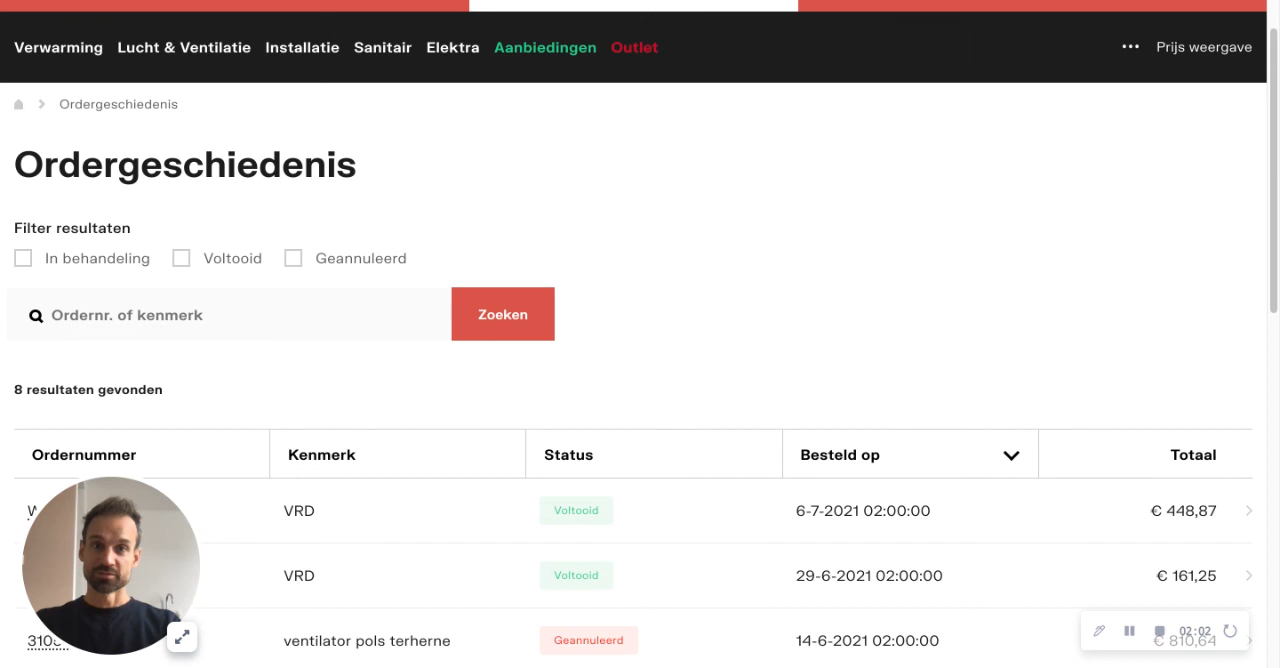 Verwarming Lucht & Ventilatie Installatie Sanitair Elektra Aanbiedingen Outlet ··· Prijs weergave
Ordergeschiedenis
Ordergeschiedenis
Filter resultaten
In behandeling Voltooid Geannuleerd
Ordernr. of kenmerk Zoeken
8 resultaten gevonden
Ordernummer Kenmerk Status Besteld op Totaal
VRD Voltooid 6-7-2021 02:00:00 € 448,87
VRD Voltooid 29-6-2021 02:00:00 € 161,25
02:02
ventilator pols terherne Geannuleerd 14-6-2021 02:00:00 € 810,64